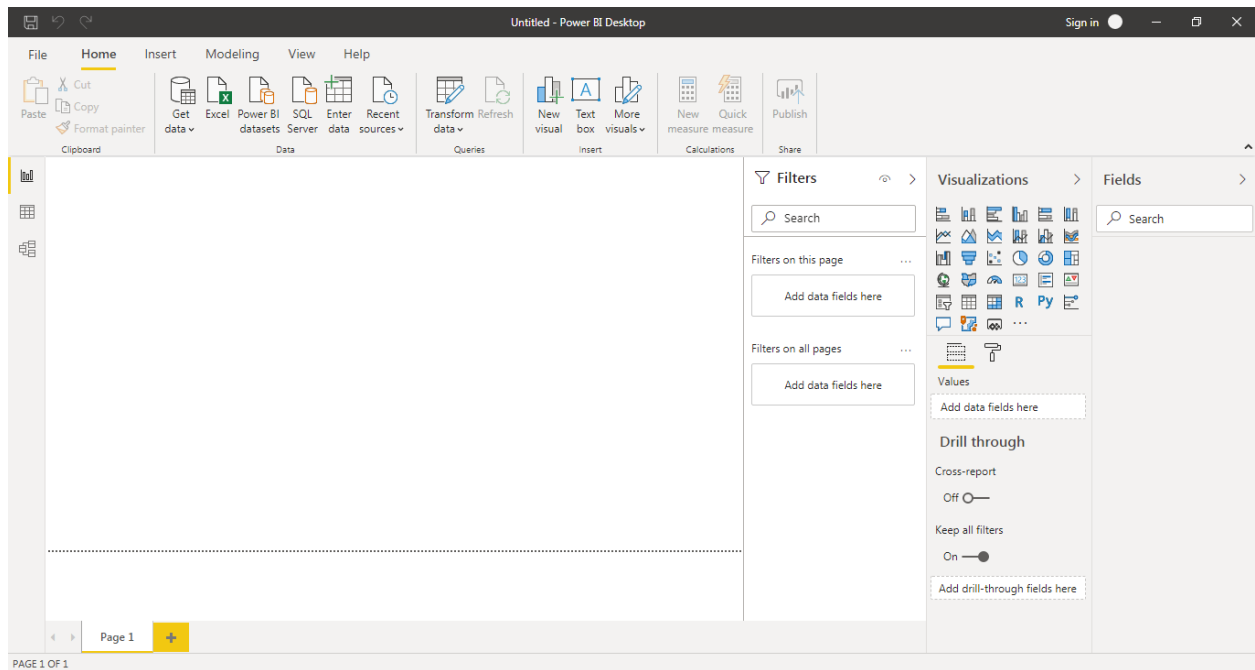 Untitled - Power BI Desktop
Sign in
File Home Insert Modeling View Help
Paste
Cut
Copy
Format painter
Clipboard
Get data
Excel
Power BI datasets
SQL Server
Enter data
Recent sources
Data
Transform data
Refresh
Queries
New visual
A
Text box
More visuals
Insert
New measure
Quick measure
Calculations
Publish
Share
Filters
Search
Filters on this page
...
Add data fields here
Filters on all pages
...
Add data fields here
Visualizations
123
R
Py
...
Values
Add data fields here
Drill through
Cross-report
Off
Keep all filters
On
Add drill-through fields here
Fields
Search
Page 1
+
PAGE 1 OF 1